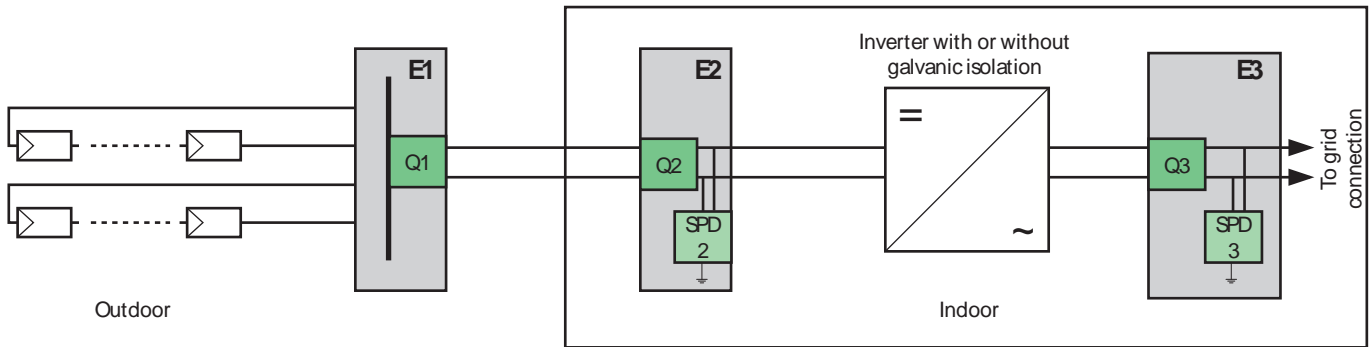 E1
E2
Inverter with or without
galvanic isolation
E3
=
Q1
Q2
Q3
To grid
connection
SPD
2
~
SPD
3
Outdoor
Indoor